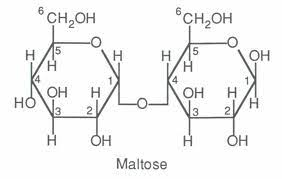 6 CH2OH 6 CH2OH
H 5 O H H 5 O OH
H H
4 1 4 1
HO OH H H OH H H
3 2 3 2
H OH H OH
O
Maltose